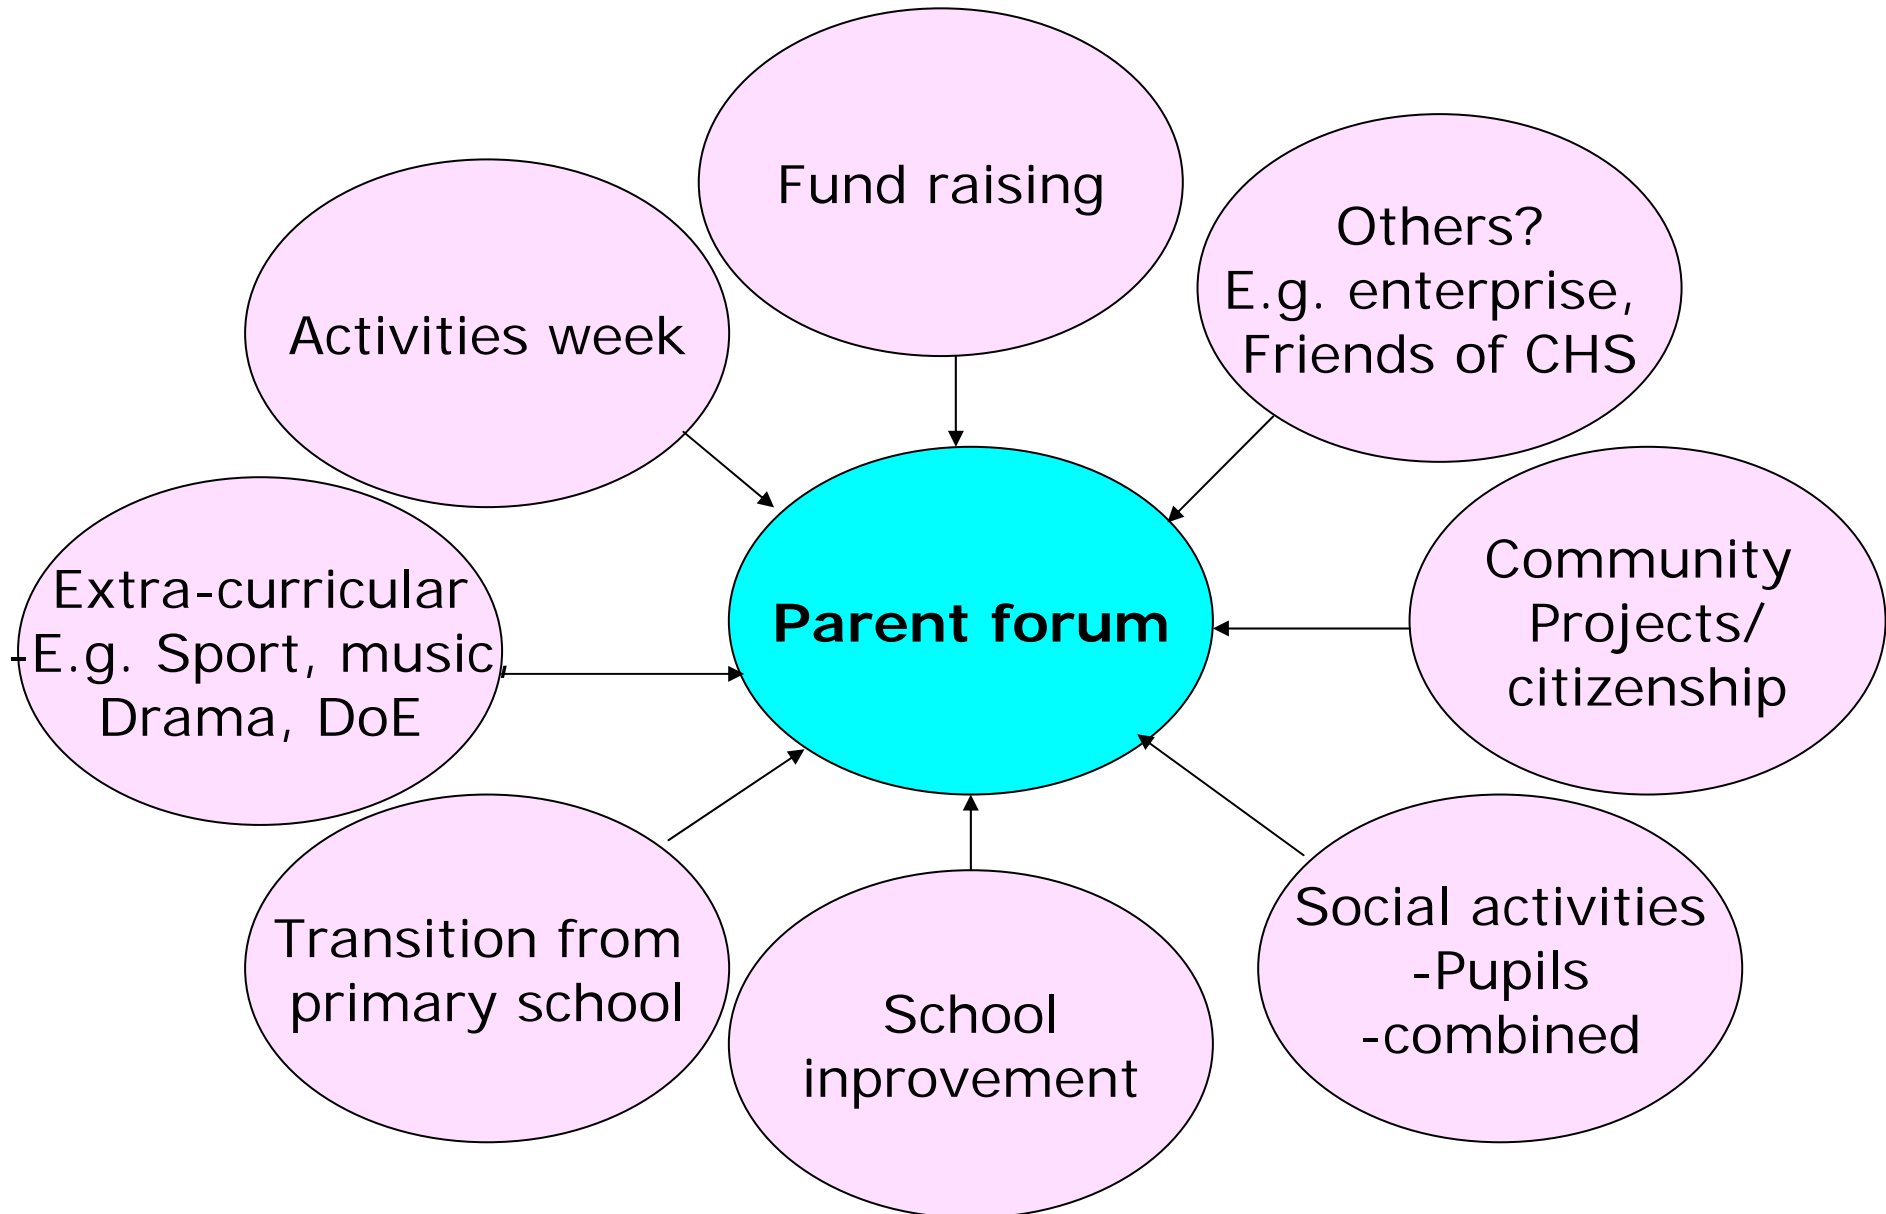 Fund raising
Others?
E.g. enterprise,
Friends of CHS
Activities week
Community
Projects/
citizenship
Parent forum
Extra-curricular
-E.g. Sport, music,
Drama, DoE
Social activities
-Pupils
-combined
Transition from
primary school
School
inprovement